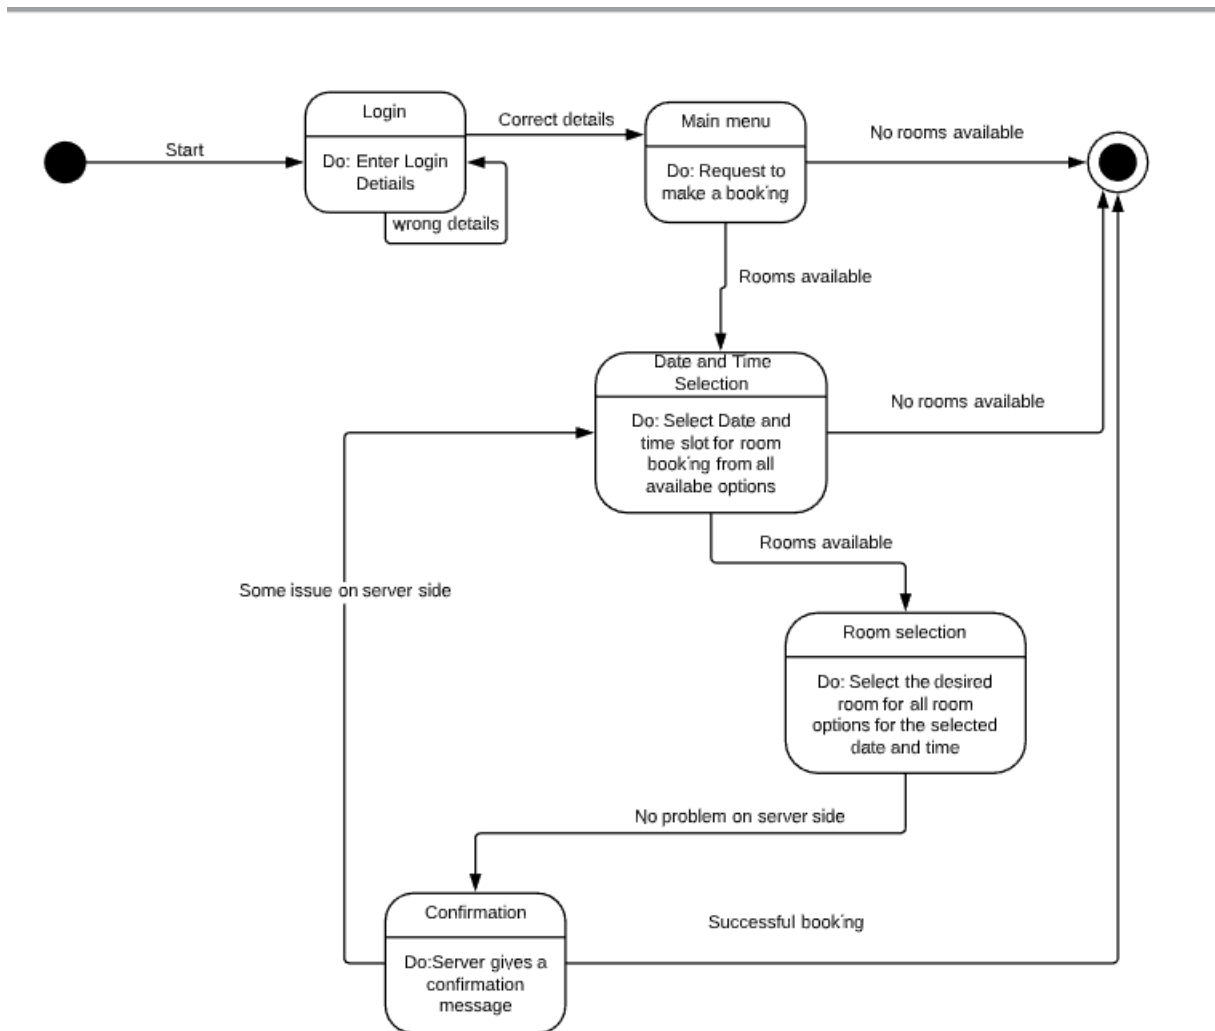 Login
Correct details
Main menu
No rooms available
Start
Do: Enter Login
Detiails
Do: Request to
make a booking
wrong details
Rooms available
Date and Time
Selection
No rooms available
Do: Select Date and
time slot for room
booking from all
availabe options
Rooms available
Some issue on server side
Room selection
Do: Select the desired
room for all room
options for the selected
date and time
No problem on server side
Confirmation
Successful booking
Do:Server gives a
confirmation
message